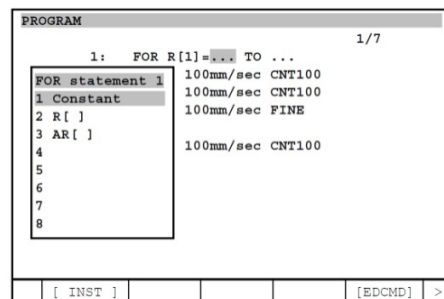 PROGRAM
1/7
1: FOR R[1]=... TO ...
FOR statement 1
1 Constant
2 R[ ]
3 AR[ ]
4
5
6
7
8
100mm/sec CNT100
100mm/sec CNT100
100mm/sec FINE
100mm/sec CNT100
[ INST ] [EDCMD] >